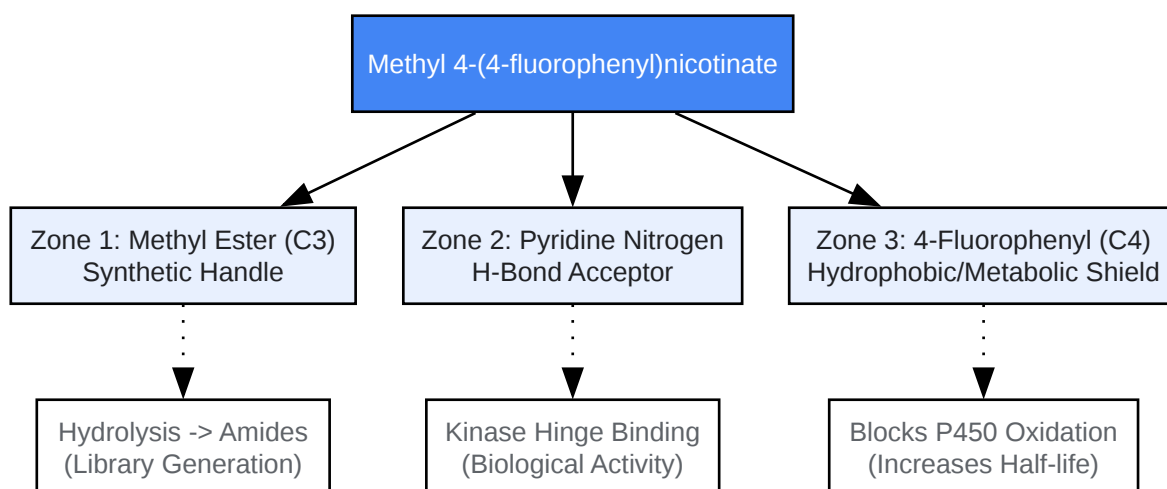 Methyl 4-(4-fluorophenyl)nicotinate
Zone 1: Methyl Ester (C3)
Synthetic Handle
Zone 2: Pyridine Nitrogen
H-Bond Acceptor
Zone 3: 4-Fluorophenyl (C4)
Hydrophobic/Metabolic Shield
Hydrolysis -> Amides
(Library Generation)
Kinase Hinge Binding
(Biological Activity)
Blocks P450 Oxidation
(Increases Half-life)